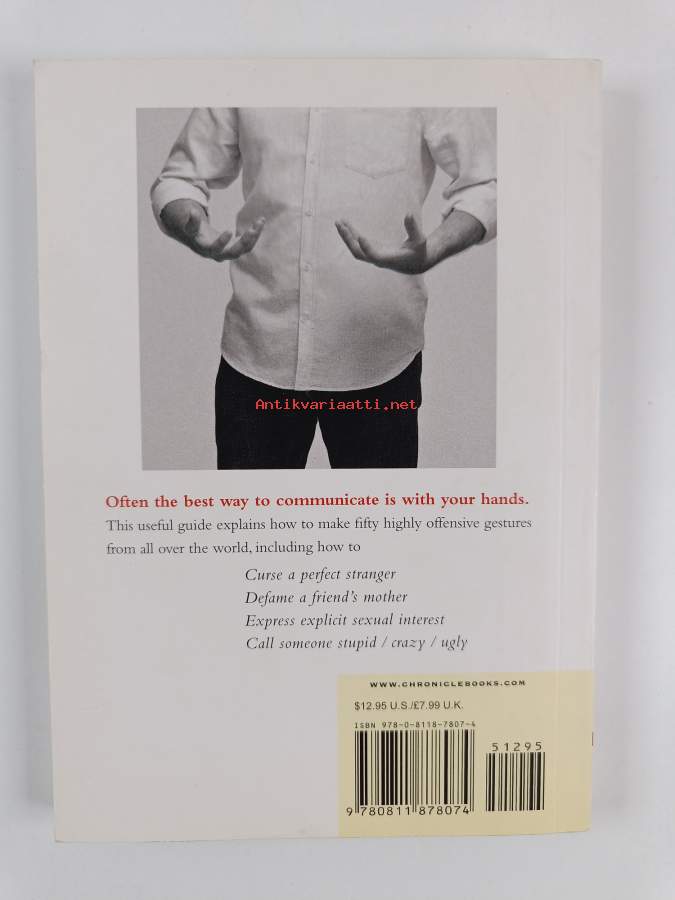 Antikvariaatti.net
Often the best way to communicate is with your hands.
This useful guide explains how to make fifty highly offensive gestures
from all over the world, including how to
Curse a perfect stranger
Defame a friend's mother
Express explicit sexual interest
Call someone stupid / crazy / ugly
WWW.CHRONICLEBOOKS.COM
$12.95 U.S./£7.99 U.K.
ISBN 978-0-8118-7807-4
51295
9 780811 878074